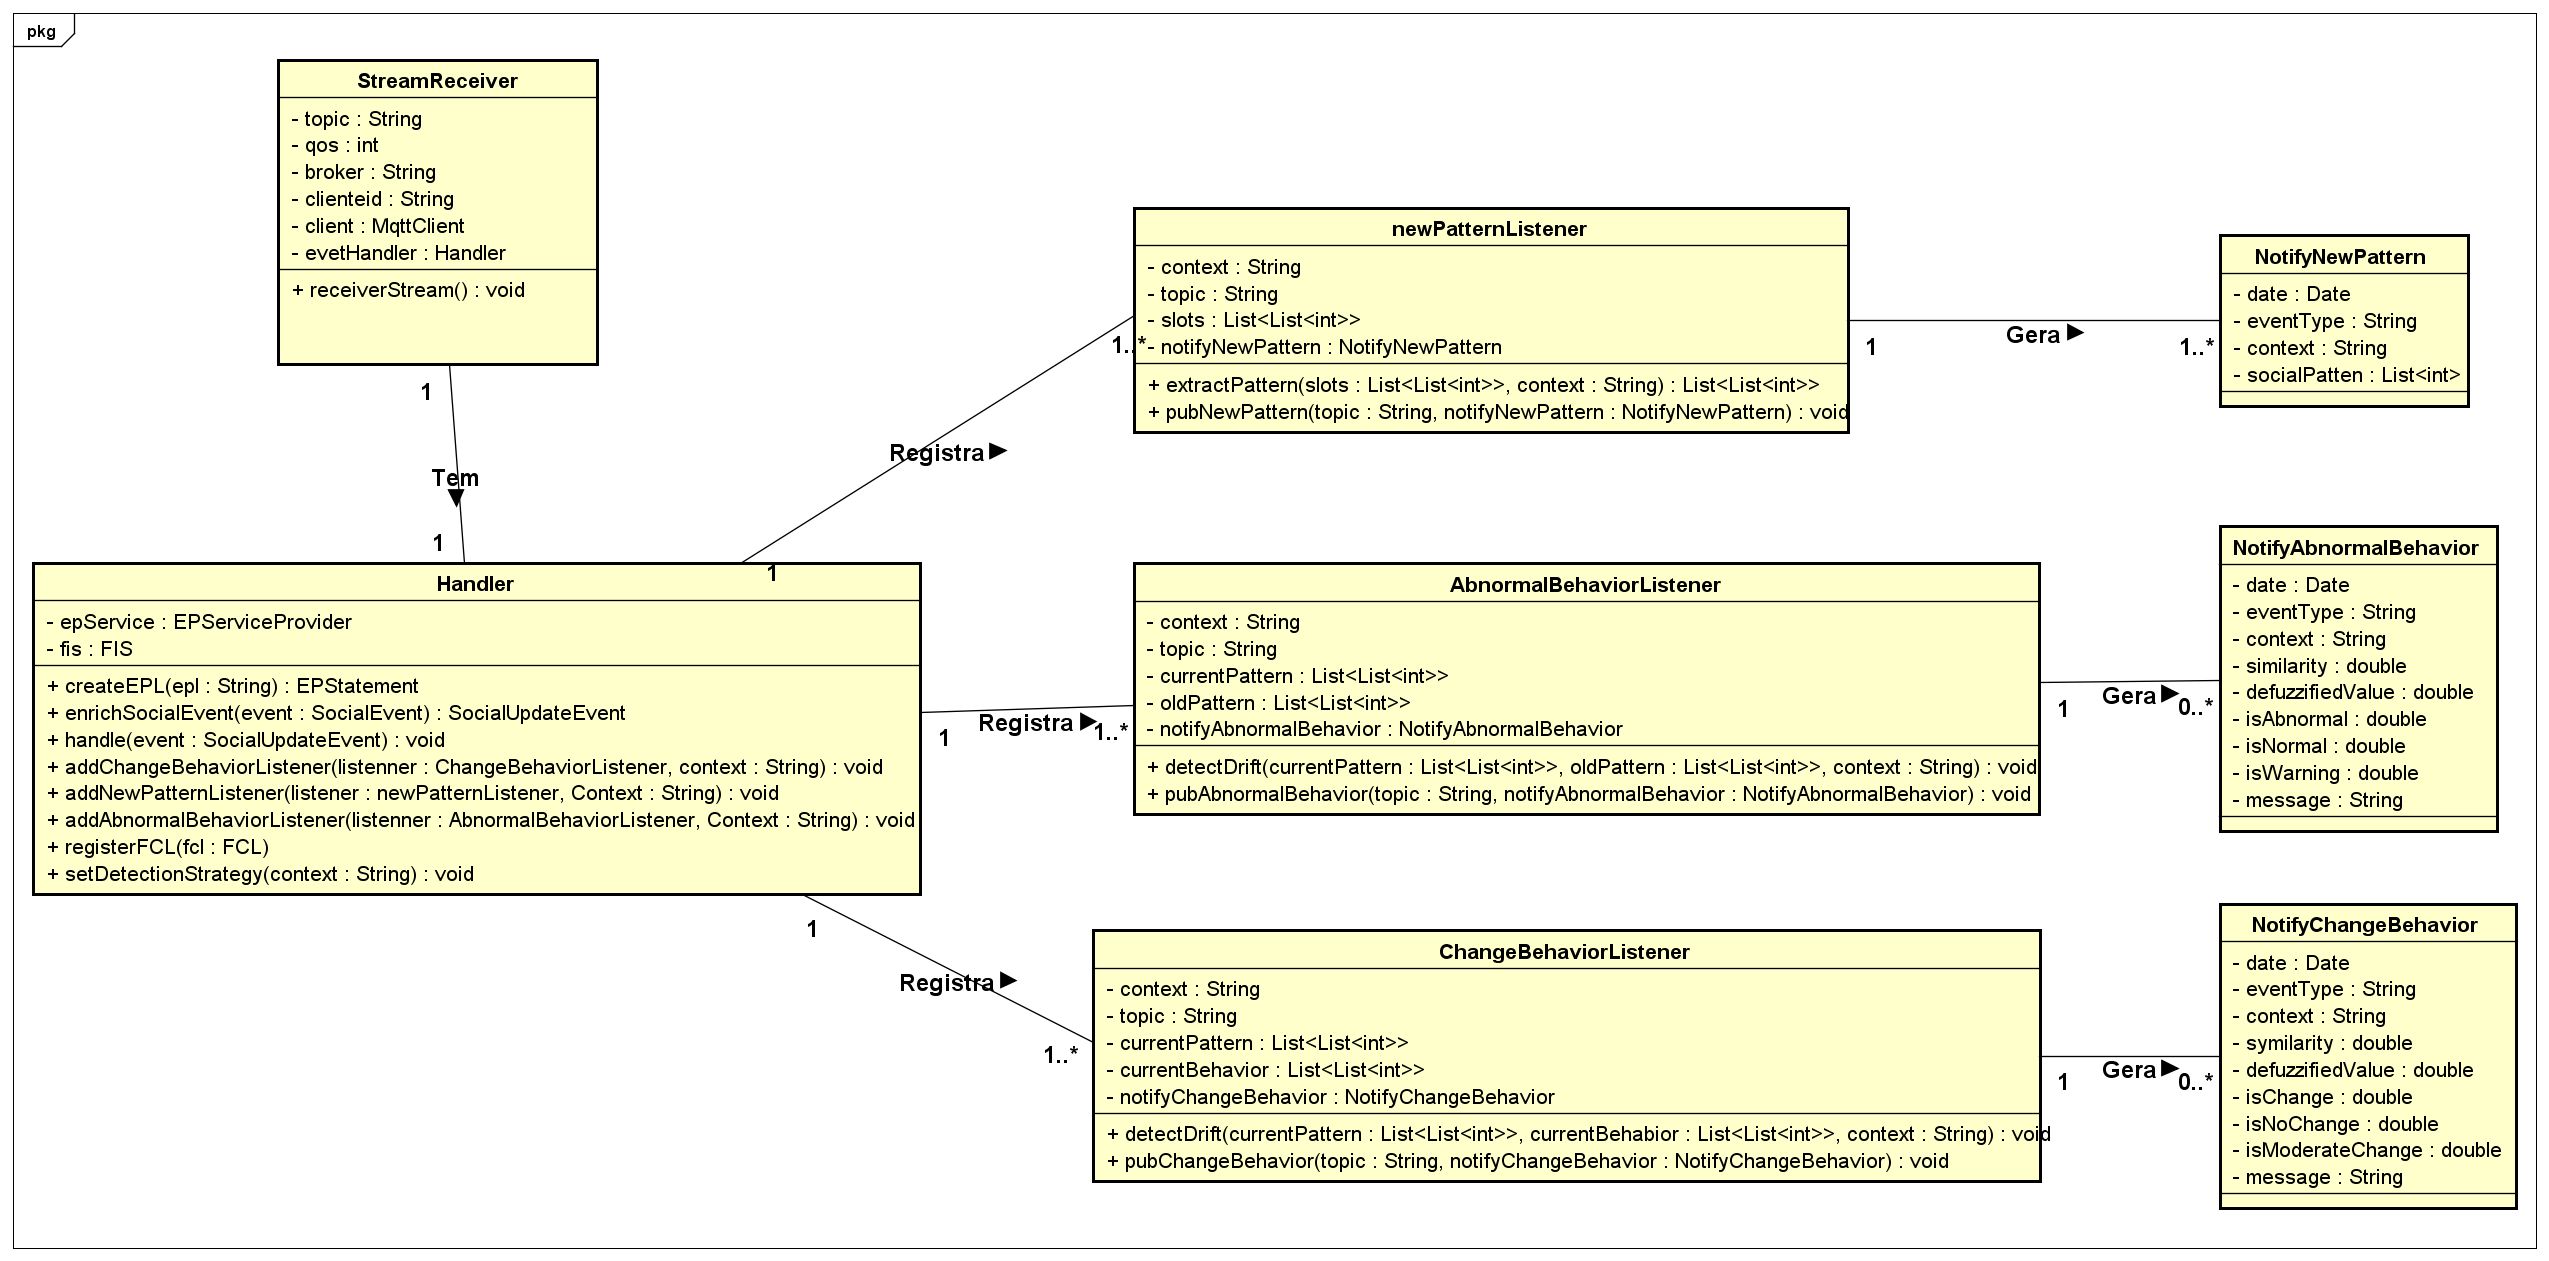 pkg
StreamReceiver
- topic : String
- qos : int
- broker : String
- clienteid : String
- client : MqttClient
- evetHandler : Handler
+ receiverStream() : void
1
Tem
1
Handler
- epService : EPServiceProvider
- fis : FIS
+ createEPL(epl : String) : EPStatement
+ enrichSocialEvent(event : SocialEvent) : SocialUpdateEvent
+ handle(event : SocialUpdateEvent) : void
+ addChangeBehaviorListener(listenner : ChangeBehaviorListener, context : String) : void
+ addNewPatternListener(listener : newPatternListener, Context : String) : void
+ addAbnormalBehaviorListener(listenner : AbnormalBehaviorListener, Context : String) : void
+ registerFCL(fcl : FCL)
+ setDetectionStrategy(context : String) : void
1
Registra
1..*
newPatternListener
- context : String
- topic : String
- slots : List<List<int>>
- notifyNewPattern : NotifyNewPattern
+ extractPattern(slots : List<List<int>>, context : String) : List<List<int>>
+ pubNewPattern(topic : String, notifyNewPattern : NotifyNewPattern) : void
1
Gera
1..*
NotifyNewPattern
- date : Date
- eventType : String
- context : String
- socialPatten : List<int>
1
Registra
1..*
AbnormalBehaviorListener
- context : String
- topic : String
- currentPattern : List<List<int>>
- oldPattern : List<List<int>>
- notifyAbnormalBehavior : NotifyAbnormalBehavior
+ detectDrift(currentPattern : List<List<int>>, oldPattern : List<List<int>>, context : String) : void
+ pubAbnormalBehavior(topic : String, notifyAbnormalBehavior : NotifyAbnormalBehavior) : void
1
Gera
0..*
NotifyAbnormalBehavior
- date : Date
- eventType : String
- context : String
- similarity : double
- defuzzifiedValue : double
- isAbnormal : double
- isNormal : double
- isWarning : double
- message : String
1
Registra
1..*
ChangeBehaviorListener
- context : String
- topic : String
- currentPattern : List<List<int>>
- currentBehavior : List<List<int>>
- notifyChangeBehavior : NotifyChangeBehavior
+ detectDrift(currentPattern : List<List<int>>, currentBehabior : List<List<int>>, context : String) : void
+ pubChangeBehavior(topic : String, notifyChangeBehavior : NotifyChangeBehavior) : void
1
Gera
0..*
NotifyChangeBehavior
- date : Date
- eventType : String
- context : String
- symilarity : double
- defuzzifiedValue : double
- isChange : double
- isNoChange : double
- isModerateChange : double
- message : String